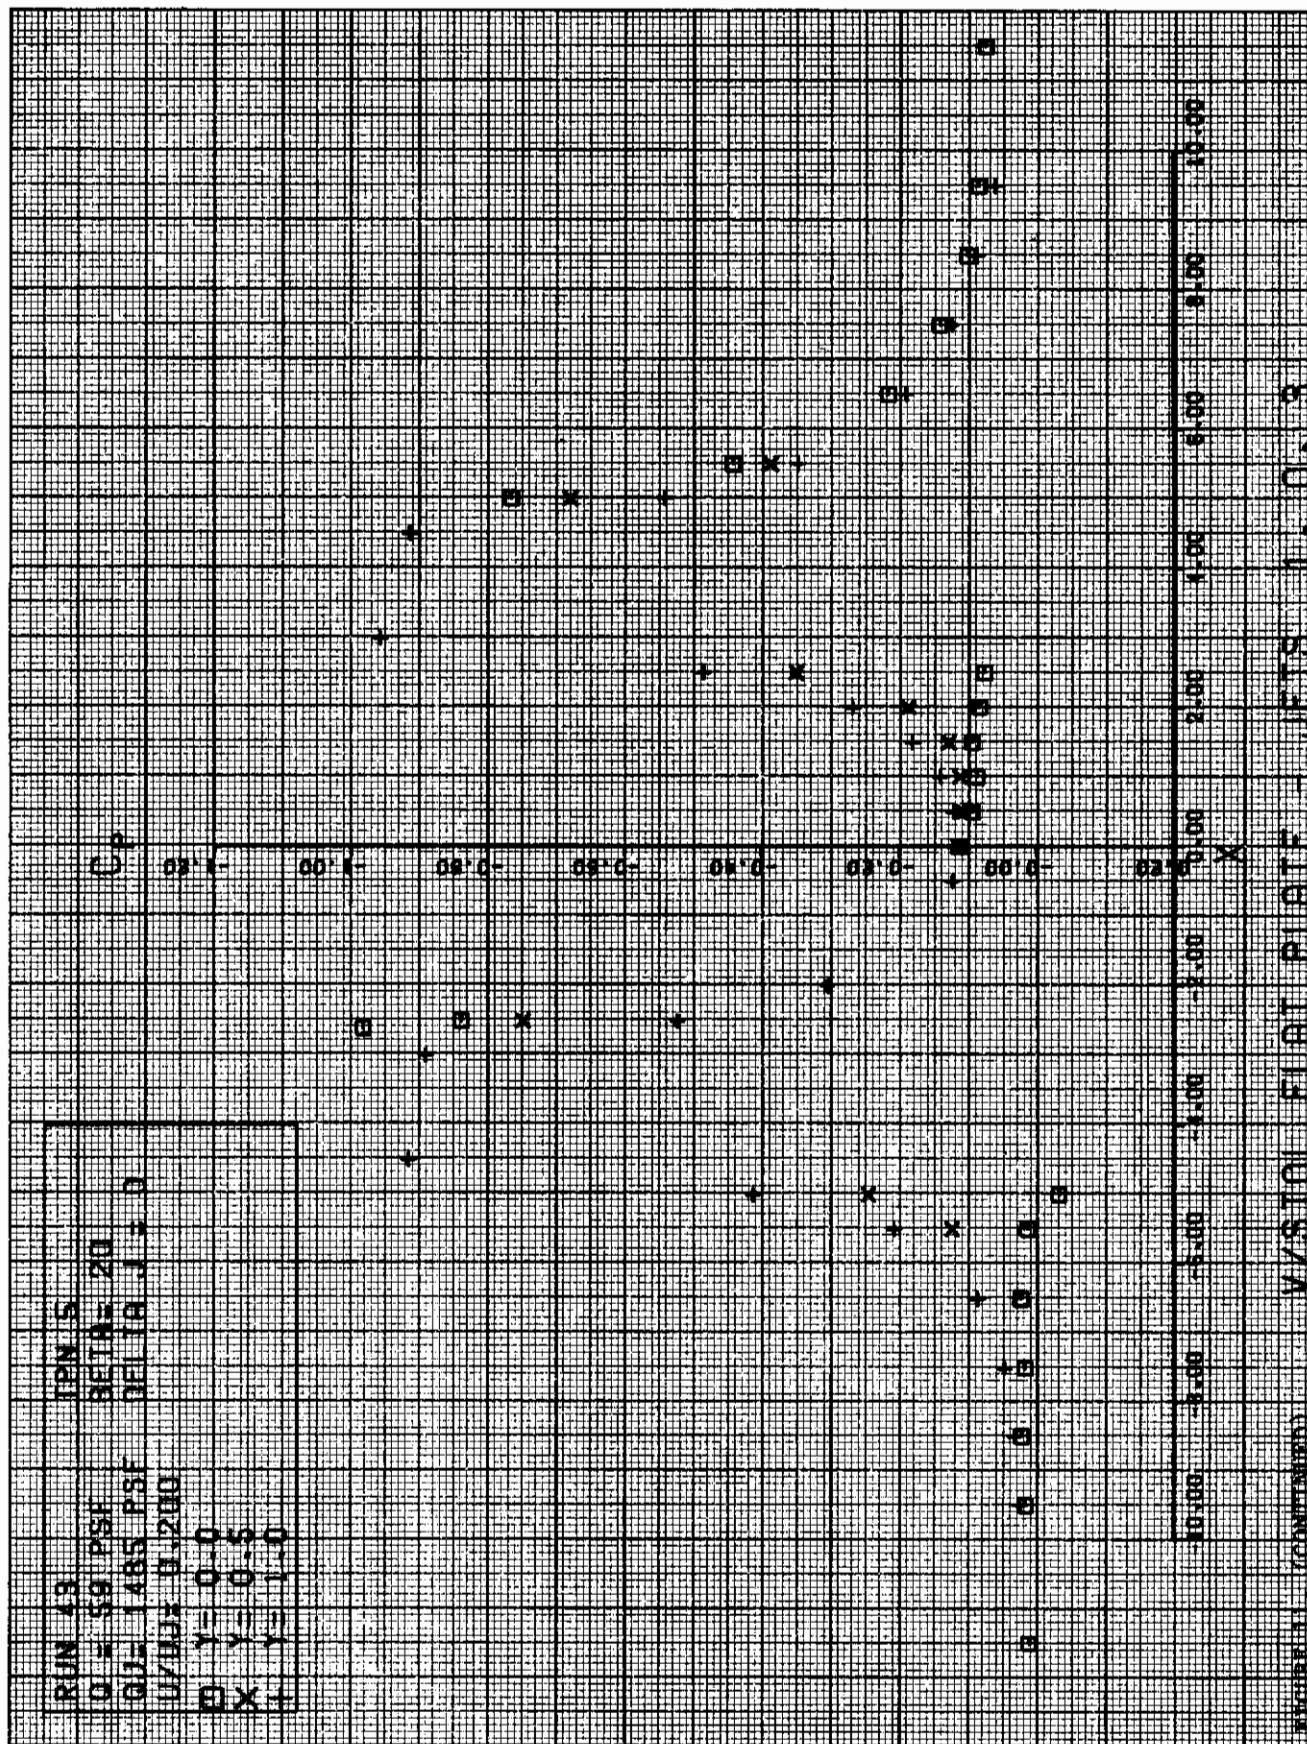 RUN 43 TPN 5
Q = 59 PSF BETA= 20
QJ= 1485 PSF DELTA J = 0
U/UJ= 0.200
Y= 0.0
X Y= 0.5
+ Y= 1.0
CP
-1.20
-1.00
-0.80
-0.60
-0.40
-0.20
-0.00
0.20
-10.00 -8.00 -6.00 -4.00 -2.00 0.00 2.00 4.00 6.00 8.00 10.00
X
(CONTINUED) V/STOL FLAT PLATE - JETS